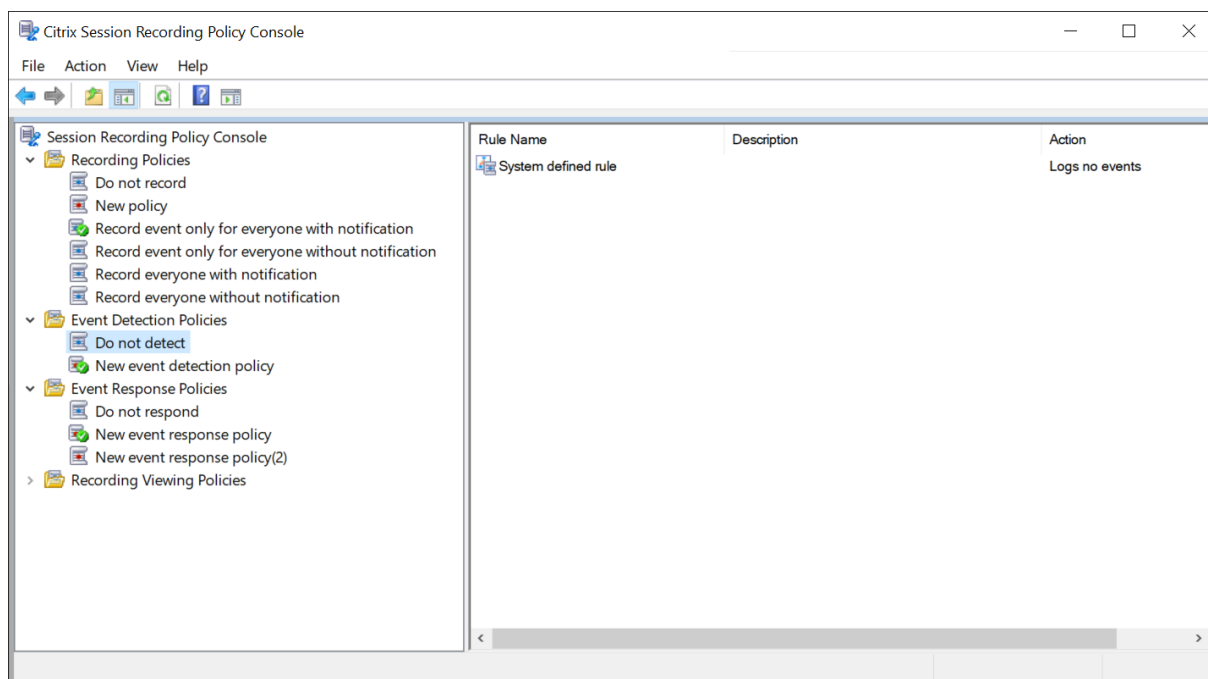 Citrix Session Recording Policy Console
File Action View Help
Session Recording Policy Console
Recording Policies
Do not record
New policy
Record event only for everyone with notification
Record event only for everyone without notification
Record everyone with notification
Record everyone without notification
Event Detection Policies
Do not detect
New event detection policy
Event Response Policies
Do not respond
New event response policy
New event response policy(2)
Recording Viewing Policies
Rule Name Description Action
System defined rule Logs no events